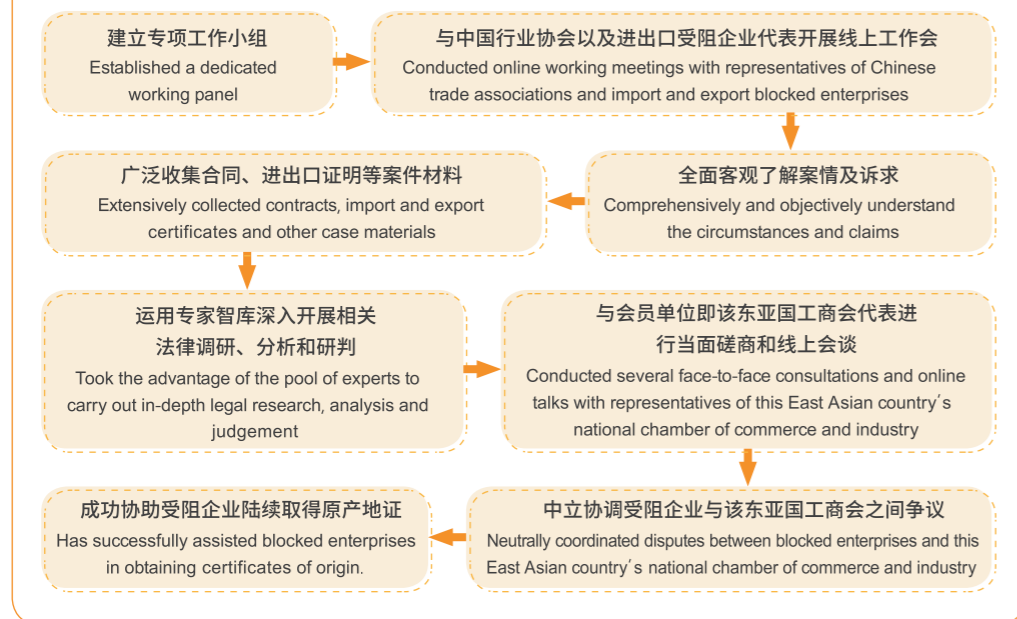 建立专项工作小组
Established a dedicated
working panel
与中国行业协会以及进出口受阻企业代表开展线上工作会
Conducted online working meetings with representatives of Chinese
trade associations and import and export blocked enterprises
全面客观了解案情及诉求
Comprehensively and objectively understand
the circumstances and claims
广泛收集合同、进出口证明等案件材料
Extensively collected contracts, import and export
certificates and other case materials
运用专家智库深入开展相关
法律调研、分析和研判
Took the advantage of the pool of experts to
carry out in-depth legal research, analysis and
judgement
与会员单位即该东亚国工商会代表进
行当面磋商和线上会谈
Conducted several face-to-face consultations and online
talks with representatives of this East Asian country′s
national chamber of commerce and industry
中立协调受阻企业与该东亚国工商会之间争议
Neutrally coordinated disputes between blocked enterprises and this
East Asian country′s national chamber of commerce and industry
成功协助受阻企业陆续取得原产地证
Has successfully assisted blocked enterprises
in obtaining certificates of origin.